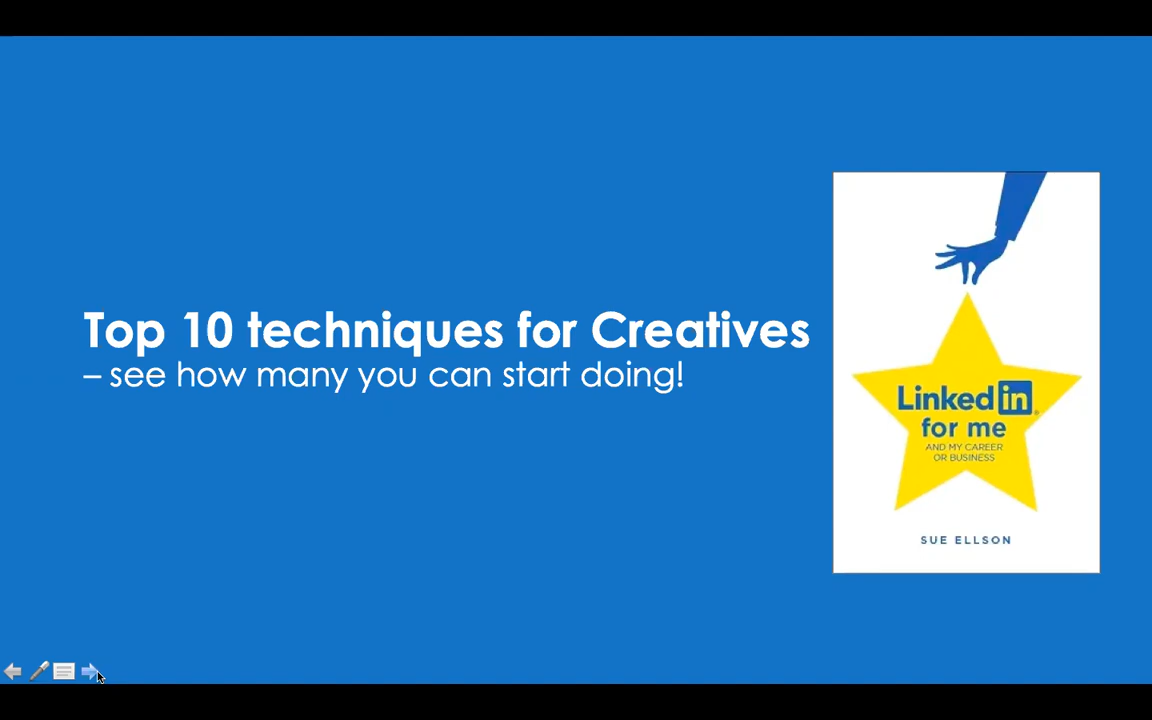 Top 10 techniques for Creatives
– see how many you can start doing!
Linked in
for me
AND MY CAREER
OR BUSINESS
SUE ELLSON